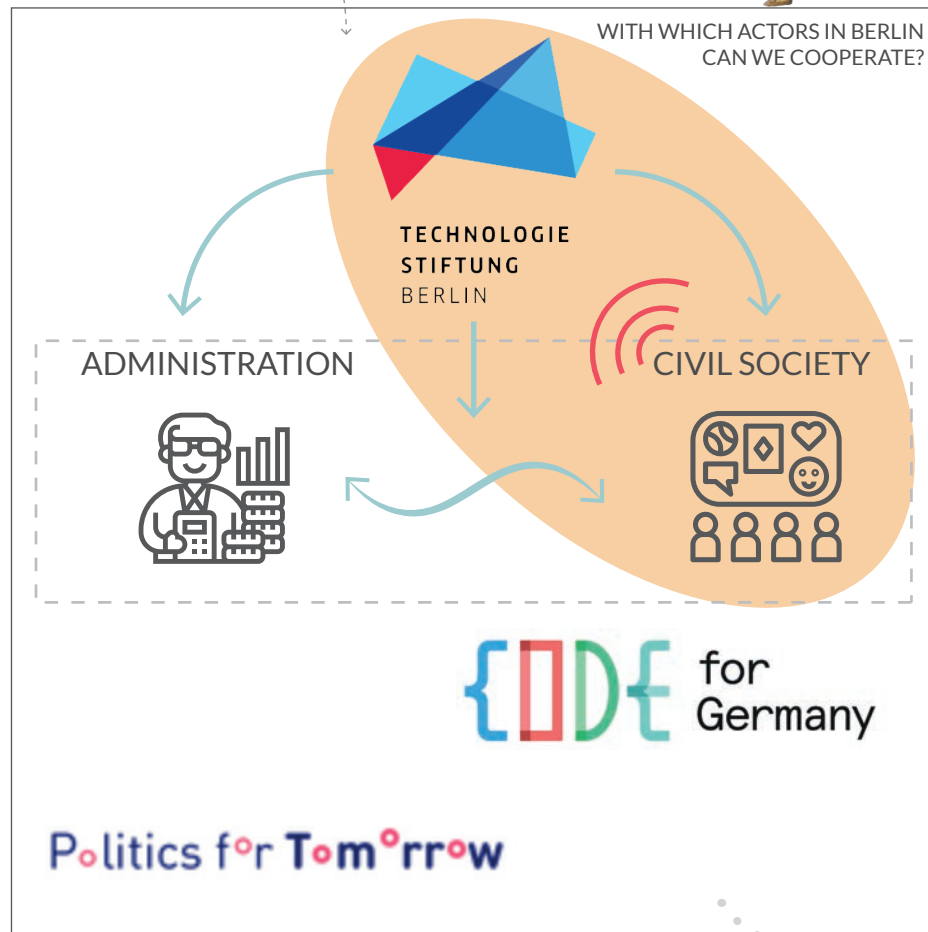 WITH WHICH ACTORS IN BERLIN
CAN WE COOPERATE?
TECHNOLOGIE
STIFTUNG
BERLIN
ADMINISTRATION
CIVIL SOCIETY
{CODE for
Germany
Politics for Tomorrow